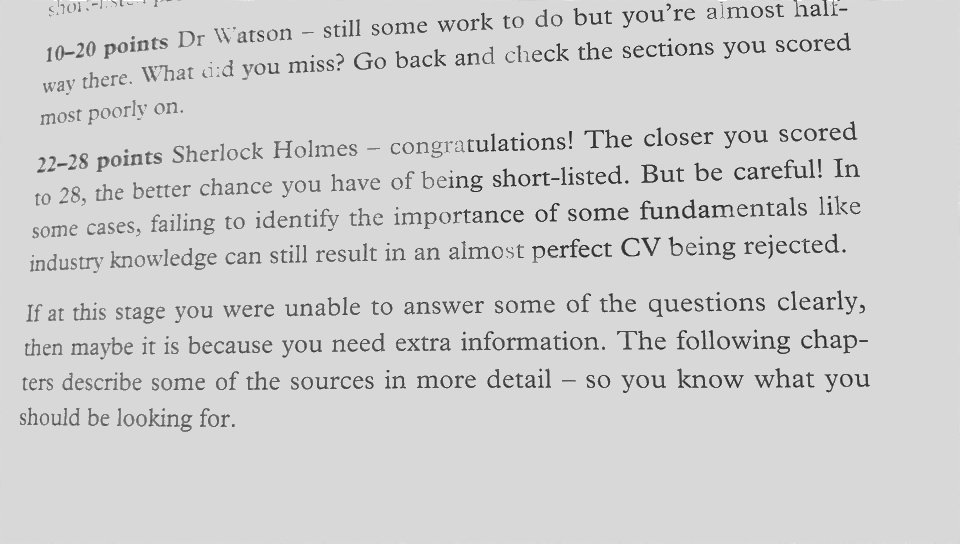 short-liste
10–20 points Dr Watson – still some work to do but you're almost half-
way there. What did you miss? Go back and check the sections you scored
most poorly on.
22–28 points Sherlock Holmes – congratulations! The closer you scored
to 28, the better chance you have of being short-listed. But be careful! In
some cases, failing to identify the importance of some fundamentals like
industry knowledge can still result in an almost perfect CV being rejected.
If at this stage you were unable to answer some of the questions clearly,
then maybe it is because you need extra information. The following chap-
ters describe some of the sources in more detail – so you know what you
should be looking for.